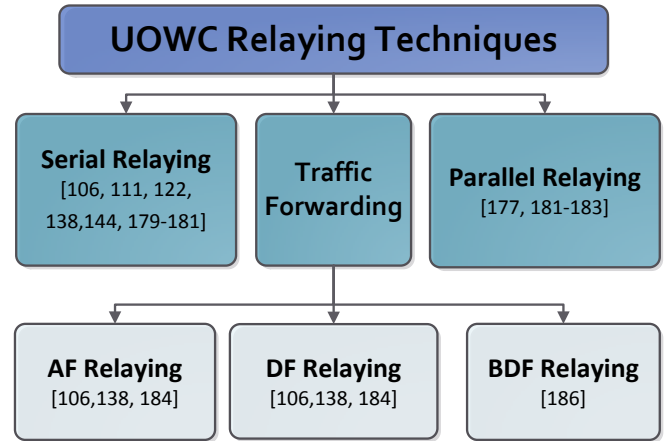 UOWC Relaying Techniques
Serial Relaying
[106, 111, 122,
138,144, 179-181]
Traffic
Forwarding
Parallel Relaying
[177, 181-183]
AF Relaying
[106,138, 184]
DF Relaying
[106,138, 184]
BDF Relaying
[186]